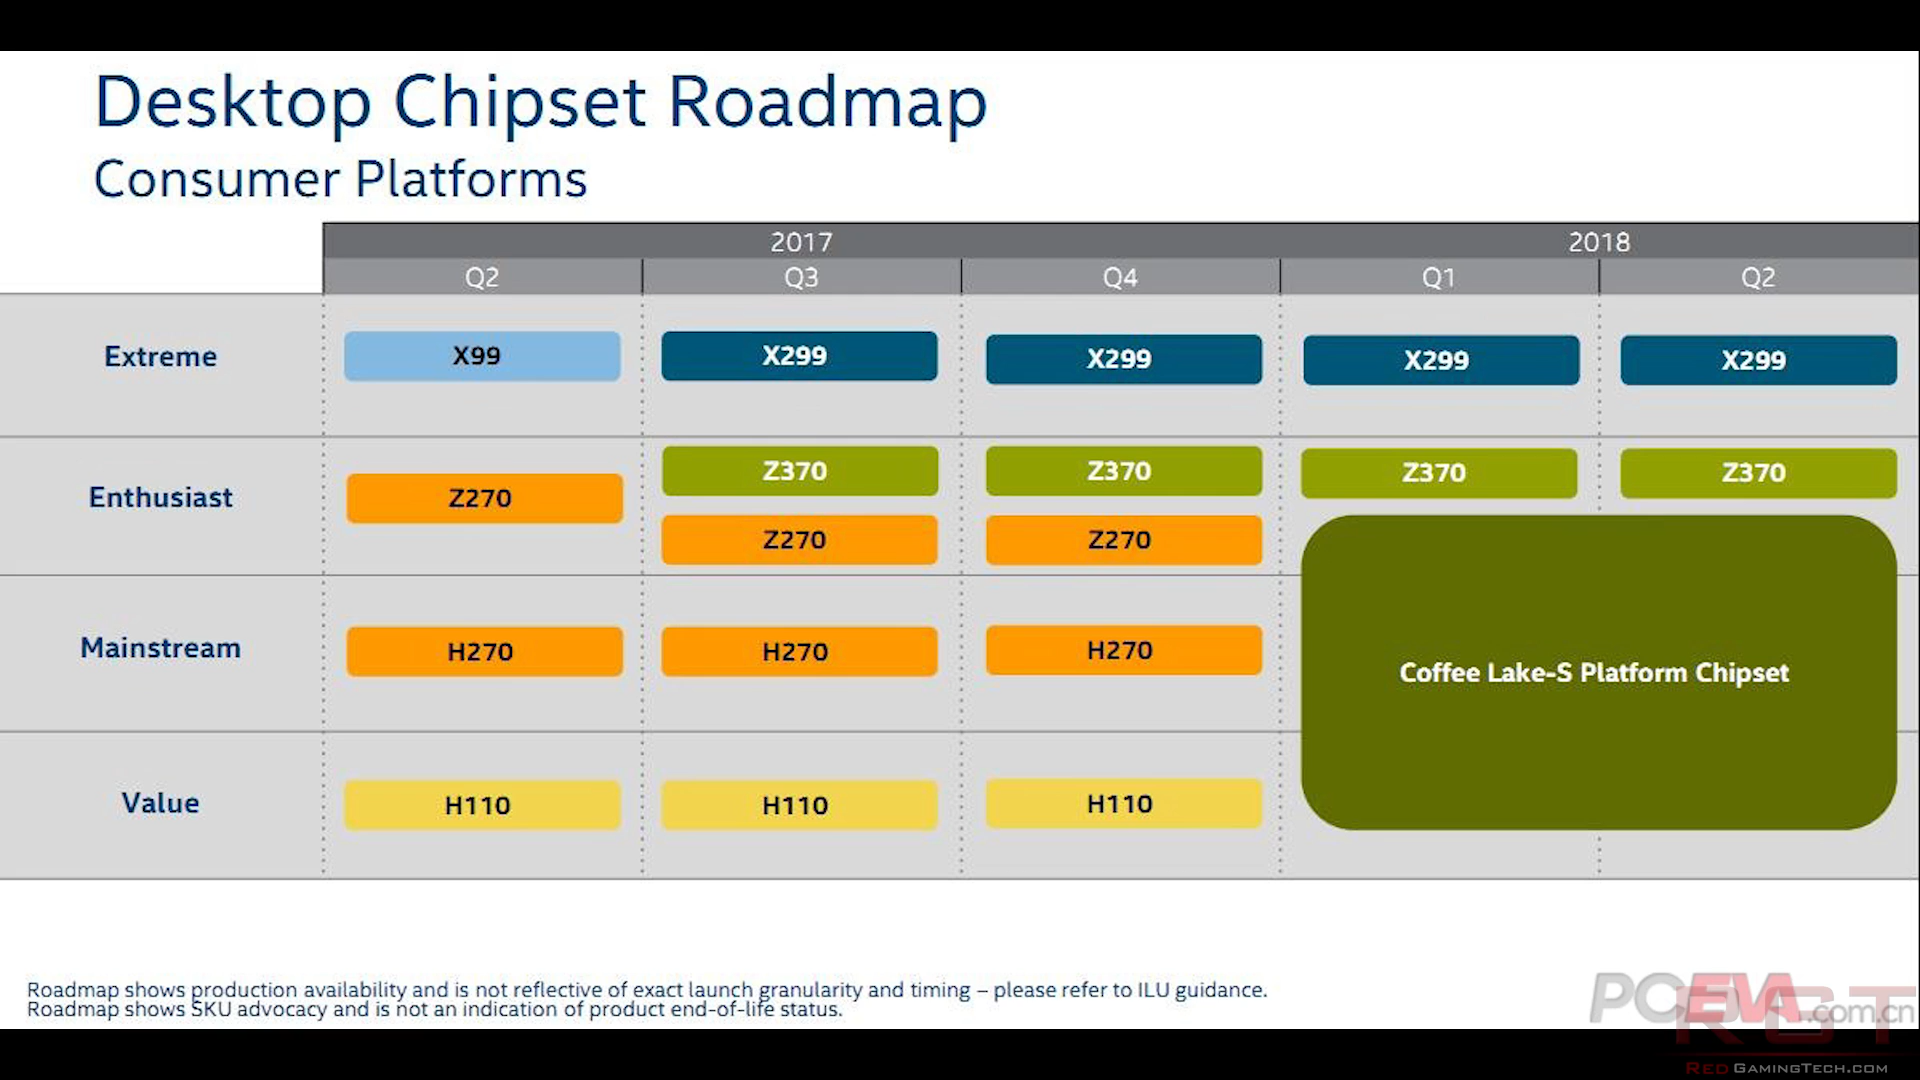 Desktop Chipset Roadmap
Consumer Platforms
2017 2018
Q2 Q3 Q4 Q1 Q2
Extreme X99 X299 X299 X299 X299
Z370 Z370 Z370 Z370
Enthusiast Z270
Z270 Z270
Mainstream H270 H270 H270
Coffee Lake-S Platform Chipset
Value H110 H110 H110
Roadmap shows production availability and is not reflective of exact launch granularity and timing – please refer to ILU guidance.
Roadmap shows SKU advocacy and is not an indication of product end-of-life status.
PCEVA.com.cn
RGT
RedGamingTech.com